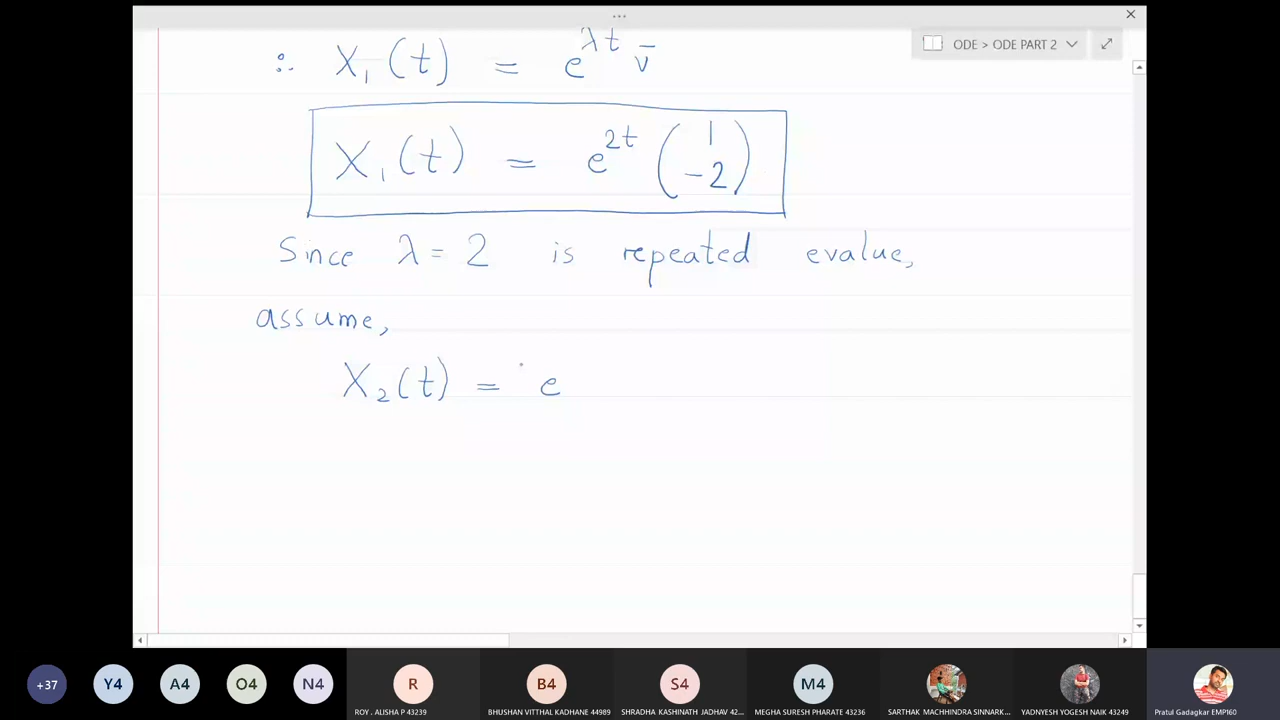 ODE > ODE PART 2
∴ X₁(t) = e^{λt} v̄
X₁(t) = e^{2t} (1 -2)
Since λ = 2 is repeated evalue,
assume,
X₂(t) = e
+37 Y4 A4 O4 N4 R B4 S4 M4
ROY . ALISHA P 43239 BHUSHAN VITTHAL KADHANE 44989 SHRADHA KASHINATH JADHAV 42... MEGHA SURESH PHARATE 43236 SARTHAK MACHHINDRA SINNARK... YADNYESH YOGESH NAIK 43249 Pratul Gadagkar EMP160